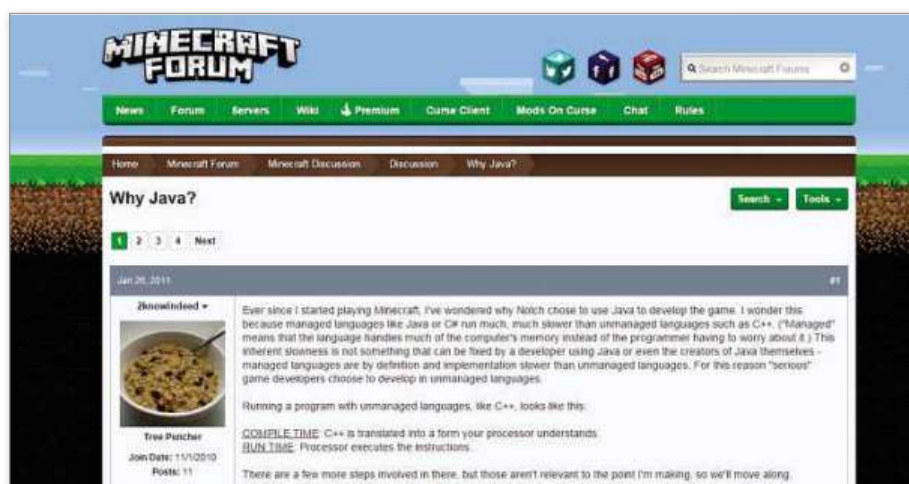 MINECRAFT
FORUM
Search Minecraft Forums
News Forum Servers Wiki Premium Curse Client Mods On Curse Chat Rules
Home Minecraft Forum Minecraft Discussion Discussion Why Java?
Why Java?
Search Tools
1 2 3 4 Next
Jan 26, 2011 #1
2knowindeed
Ever since I started playing Minecraft, I've wondered why Notch chose to use Java to develop the game. I wonder this
because managed languages like Java or C# run much, much slower than unmanaged languages such as C++. ("Managed"
means that the language handles much of the computer's memory instead of the programmer having to worry about it.) This
inherent slowness is not something that can be fixed by a developer using Java or even the creators of Java themselves -
managed languages are by definition and implementation slower than unmanaged languages. For this reason "serious"
game developers choose to develop in unmanaged languages.
Running a program with unmanaged languages, like C++, looks like this:
COMPILE TIME: C++ is translated into a form your processor understands.
RUN TIME: Processor executes the instructions.
There are a few more steps involved in there, but those aren't relevant to the point I'm making, so we'll move along.
Tree Puncher
Join Date: 11/1/2010
Posts: 11